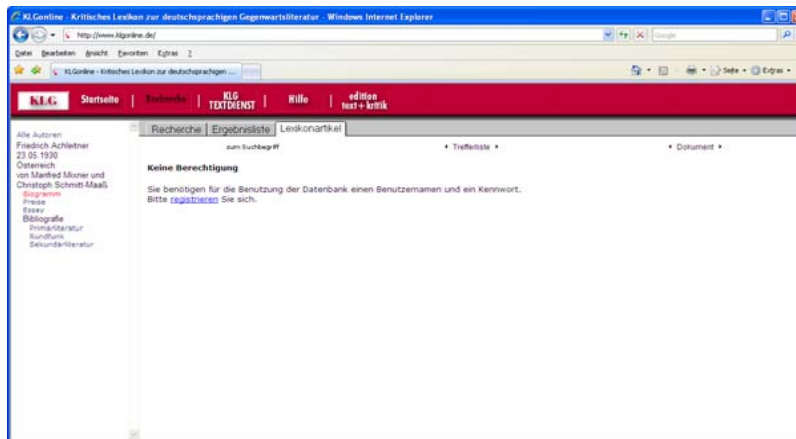 KLGonline - Kritisches Lexikon zur deutschsprachigen Gegenwartsliteratur - Windows Internet Explorer
http://www.klgonline.de/
Google
Datei Bearbeiten Ansicht Favoriten Extras ?
KLGonline - Kritisches Lexikon zur deutschsprachigen ...
Seite Extras
KLG Startseite | Recherche | KLG TEXTDIENST | Hilfe | edition text+kritik
Recherche Ergebnisliste Lexikonartikel
zum Suchbegriff Trefferliste Dokument
Alle Autoren
Friedrich Achleitner
23.05.1930
Österreich
von Manfred Mixner und
Christoph Schmitt-Maaß
Biogramm
Preise
Essay
Bibliografie
Primärliteratur
Rundfunk
Sekundärliteratur
Keine Berechtigung
Sie benötigen für die Benutzung der Datenbank einen Benutzernamen und ein Kennwort.
Bitte registrieren Sie sich.